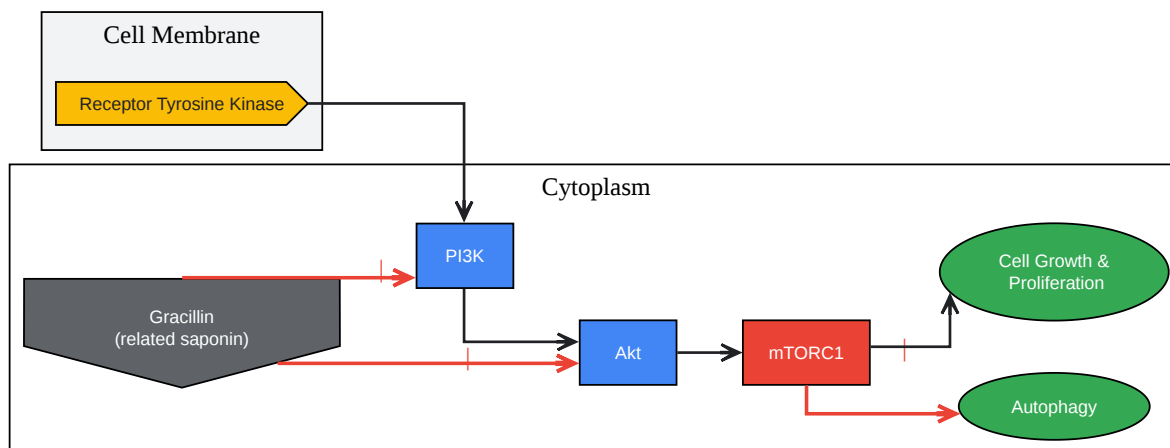 Cell Membrane
Receptor Tyrosine Kinase
Cytoplasm
PI3K
Cell Growth &
Proliferation
Gracillin
(related saponin)
Akt
mTORC1
Autophagy